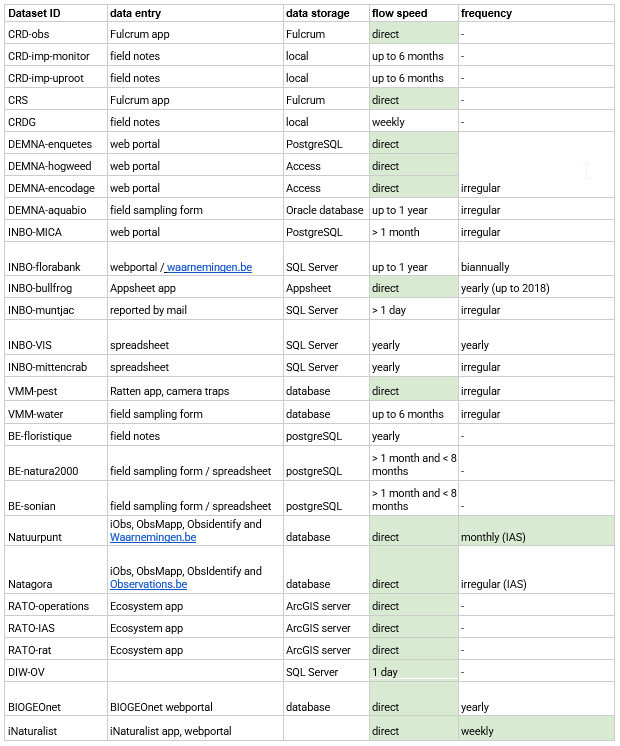 Dataset ID data entry data storage flow speed frequency
CRD-obs Fulcrum app Fulcrum direct -
CRD-imp-monitor field notes local up to 6 months -
CRD-imp-uproot field notes local up to 6 months -
CRS Fulcrum app Fulcrum direct -
CRDG field notes local weekly -
DEMNA-enquetes web portal PostgreSQL direct
DEMNA-hogweed web portal Access direct
DEMNA-encodage web portal Access direct irregular
DEMNA-aquabio field sampling form Oracle database up to 1 year irregular
INBO-MICA web portal PostgreSQL > 1 month irregular
INBO-florabank webportal / waarnemingen.be SQL Server up to 1 year biannually
INBO-bullfrog Appsheet app Appsheet direct yearly (up to 2018)
INBO-muntjac reported by mail SQL Server > 1 day irregular
INBO-VIS spreadsheet SQL Server yearly yearly
INBO-mittencrab spreadsheet SQL Server yearly irregular
VMM-pest Ratten app, camera traps database direct irregular
VMM-water field sampling form database up to 6 months irregular
BE-floristique field notes postgreSQL yearly -
> 1 month and < 8
BE-natura2000 field sampling form / spreadsheet postgreSQL months -
> 1 month and < 8
BE-sonian field sampling form / spreadsheet postgreSQL months -
iObs, ObsMapp, Obsidentify and
Natuurpunt Waarnemingen.be database direct monthly (IAS)
iObs, ObsMapp, ObsIdentify and
Natagora Observations.be database direct irregular (IAS)
RATO-operations Ecosystem app ArcGIS server direct -
RATO-IAS Ecosystem app ArcGIS server direct -
RATO-rat Ecosystem app ArcGIS server direct -
DIW-OV SQL Server 1 day -
BIOGEOnet BIOGEOnet webportal database direct yearly
iNaturalist iNaturalist app, webportal direct weekly